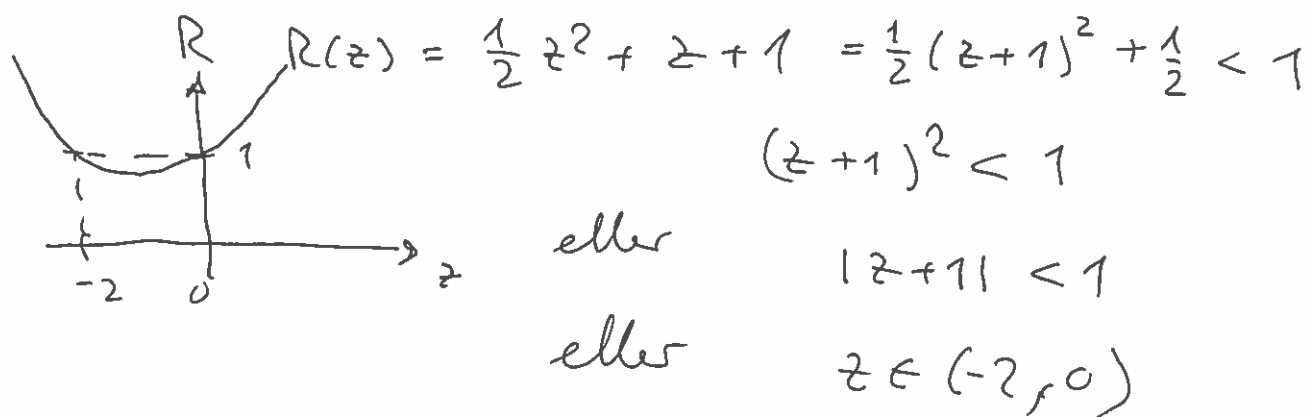 R
R(z) = 1/2 z² + z + 1 = 1/2 (z+1)² + 1/2 < 1
1
(z+1)² < 1
eller |z+1| < 1
-2 0 z
eller z ∈ (-2, 0)